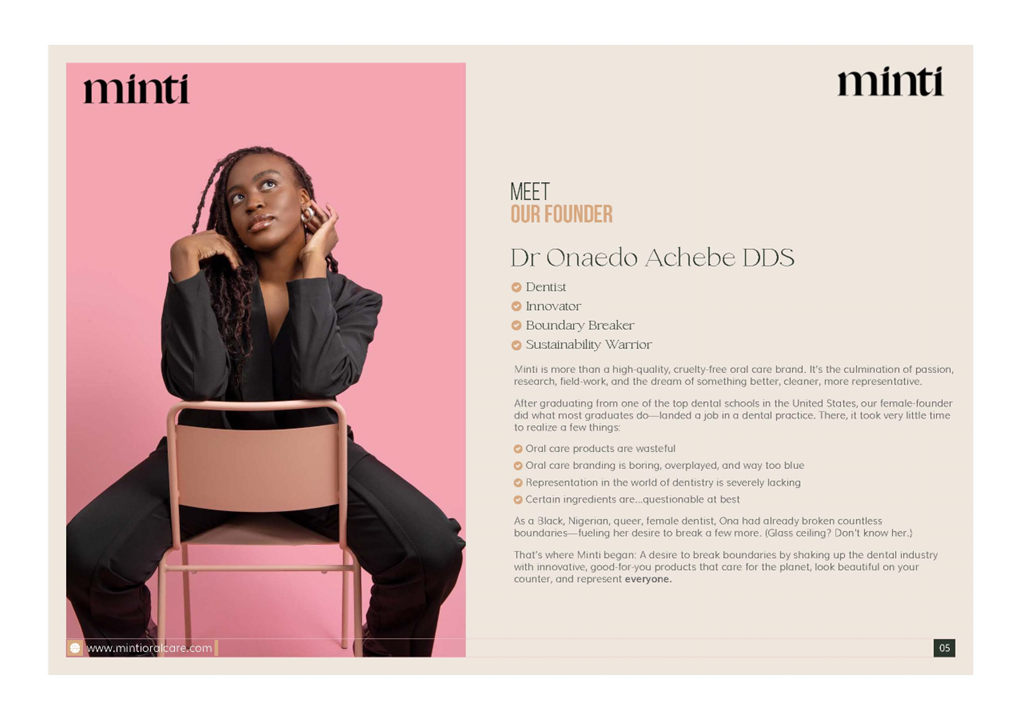 minti
minti
MEET
OUR FOUNDER
Dr Onaedo Achebe DDS
Dentist
Innovator
Boundary Breaker
Sustainability Warrior
Minti is more than a high-quality, cruelty-free oral care brand. It's the culmination of passion,
research, field-work, and the dream of something better, cleaner, more representative.
After graduating from one of the top dental schools in the United States, our female-founder
did what most graduates do—landed a job in a dental practice. There, it took very little time
to realize a few things:
Oral care products are wasteful
Oral care branding is boring, overplayed, and way too blue
Representation in the world of dentistry is severely lacking
Certain ingredients are...questionable at best
As a Black, Nigerian, queer, female dentist, Ona had already broken countless
boundaries—fueling her desire to break a few more. (Glass ceiling? Don't know her.)
That's where Minti began: A desire to break boundaries by shaking up the dental industry
with innovative, good-for-you products that care for the planet, look beautiful on your
counter, and represent everyone.
www.mintioralcare.com
05